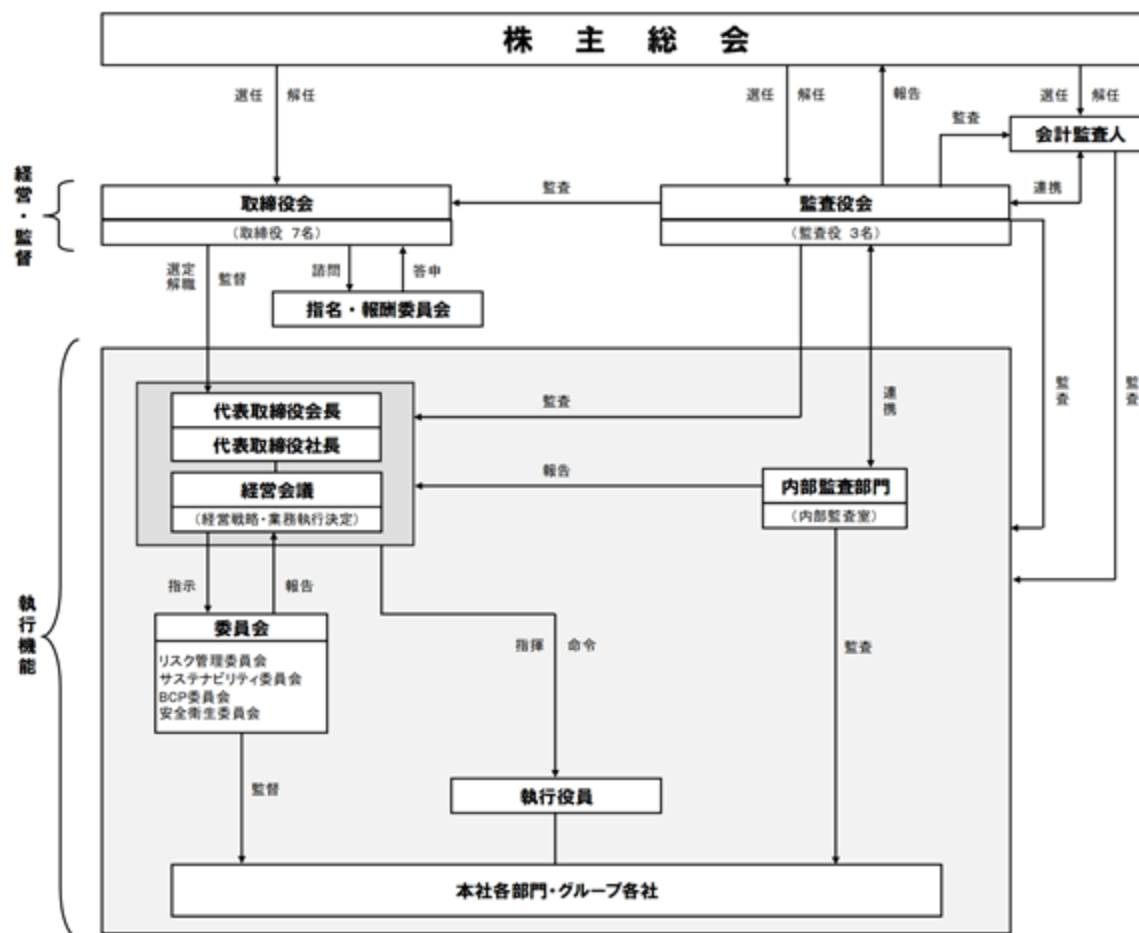 株 主 総 会
選任 解任
選任 解任
報告
選任 解任
監査
会計監査人
経営・監督
取締役会
(取締役 7名)
監査
監査役会
(監査役 3名)
連携
選定
解職
監督
諮問
答申
指名・報酬委員会
執行機能
代表取締役会長
代表取締役社長
経営会議
(経営戦略・業務執行決定)
監査
連携
監査
監査
報告
内部監査部門
(内部監査室)
指示
報告
委員会
リスク管理委員会
サステナビリティ委員会
BCP委員会
安全衛生委員会
指揮 命令
監査
監督
執行役員
本社各部門・グループ各社